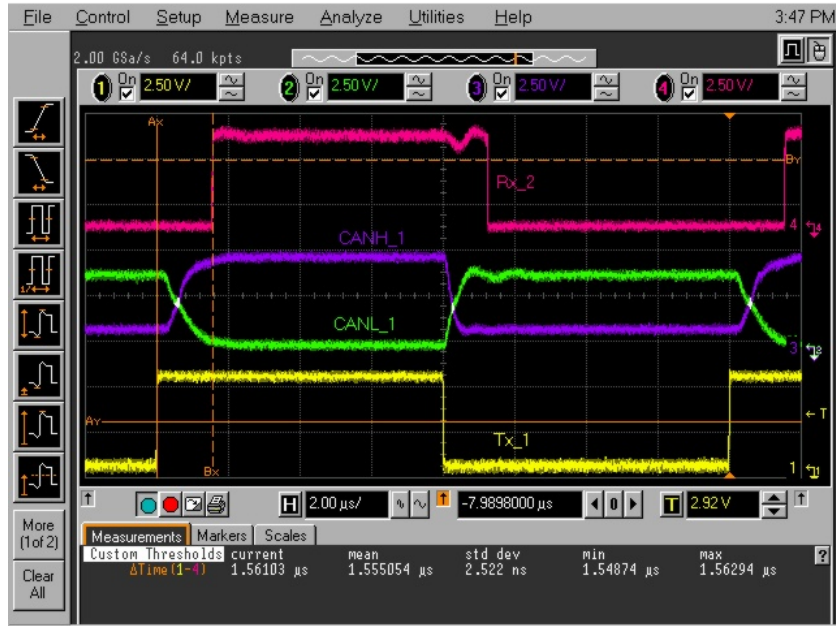 File Control Setup Measure Analyze Utilities Help 3:47 PM
2.00 GSa/s 64.0 kpts
1 On 2.50 V/ 2 On 2.50 V/ 3 On 2.50 V/ 4 On 2.50 V/
Ax
By
Rx_2
4
CANH_1
CANL_1
3 2
T
Ay
Tx_1
1
Bx
H 2.00 µs/ -7.9898000 µs 0 T 2.92 V
More
(1of 2)
Clear
All
Measurements Markers Scales
Custom Thresholds current mean std dev min max
ΔTime(1-4) 1.56103 µs 1.555054 µs 2.522 ns 1.54874 µs 1.56294 µs
?